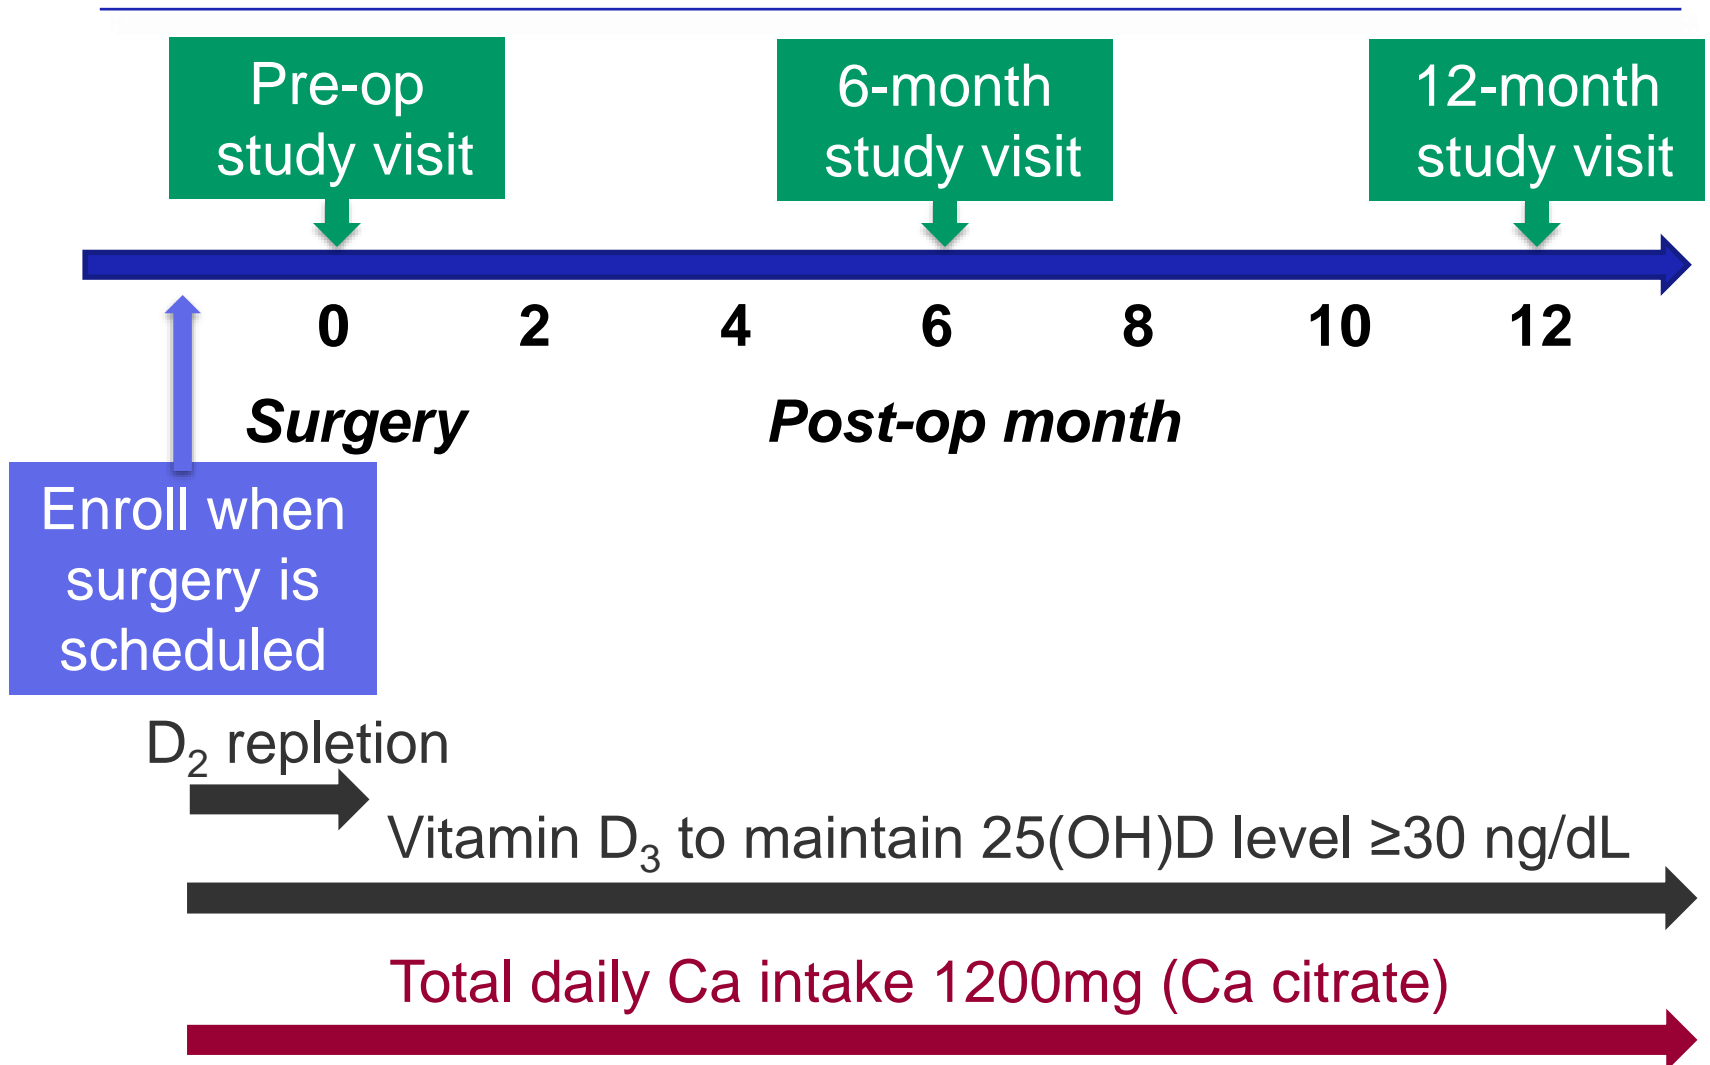 Pre-op
study visit
6-month
study visit
12-month
study visit
0 2 4 6 8 10 12
Surgery
Post-op month
Enroll when
surgery is
scheduled
D₂ repletion
Vitamin D₃ to maintain 25(OH)D level ≥30 ng/dL
Total daily Ca intake 1200mg (Ca citrate)